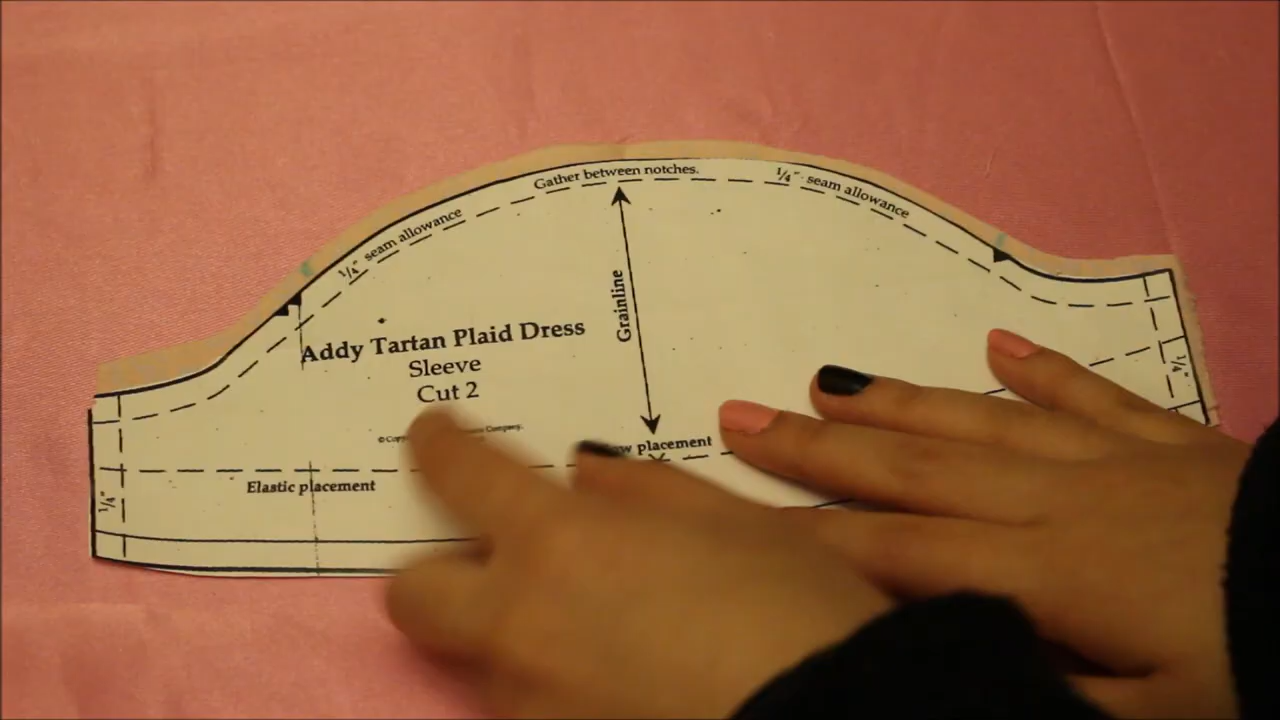 Gather between notches.
1/4" seam allowance
1/4" seam allowance
Grainline
Addy Tartan Plaid Dress
Sleeve
Cut 2
Company.
placement
Elastic placement
1/4"
1/4"